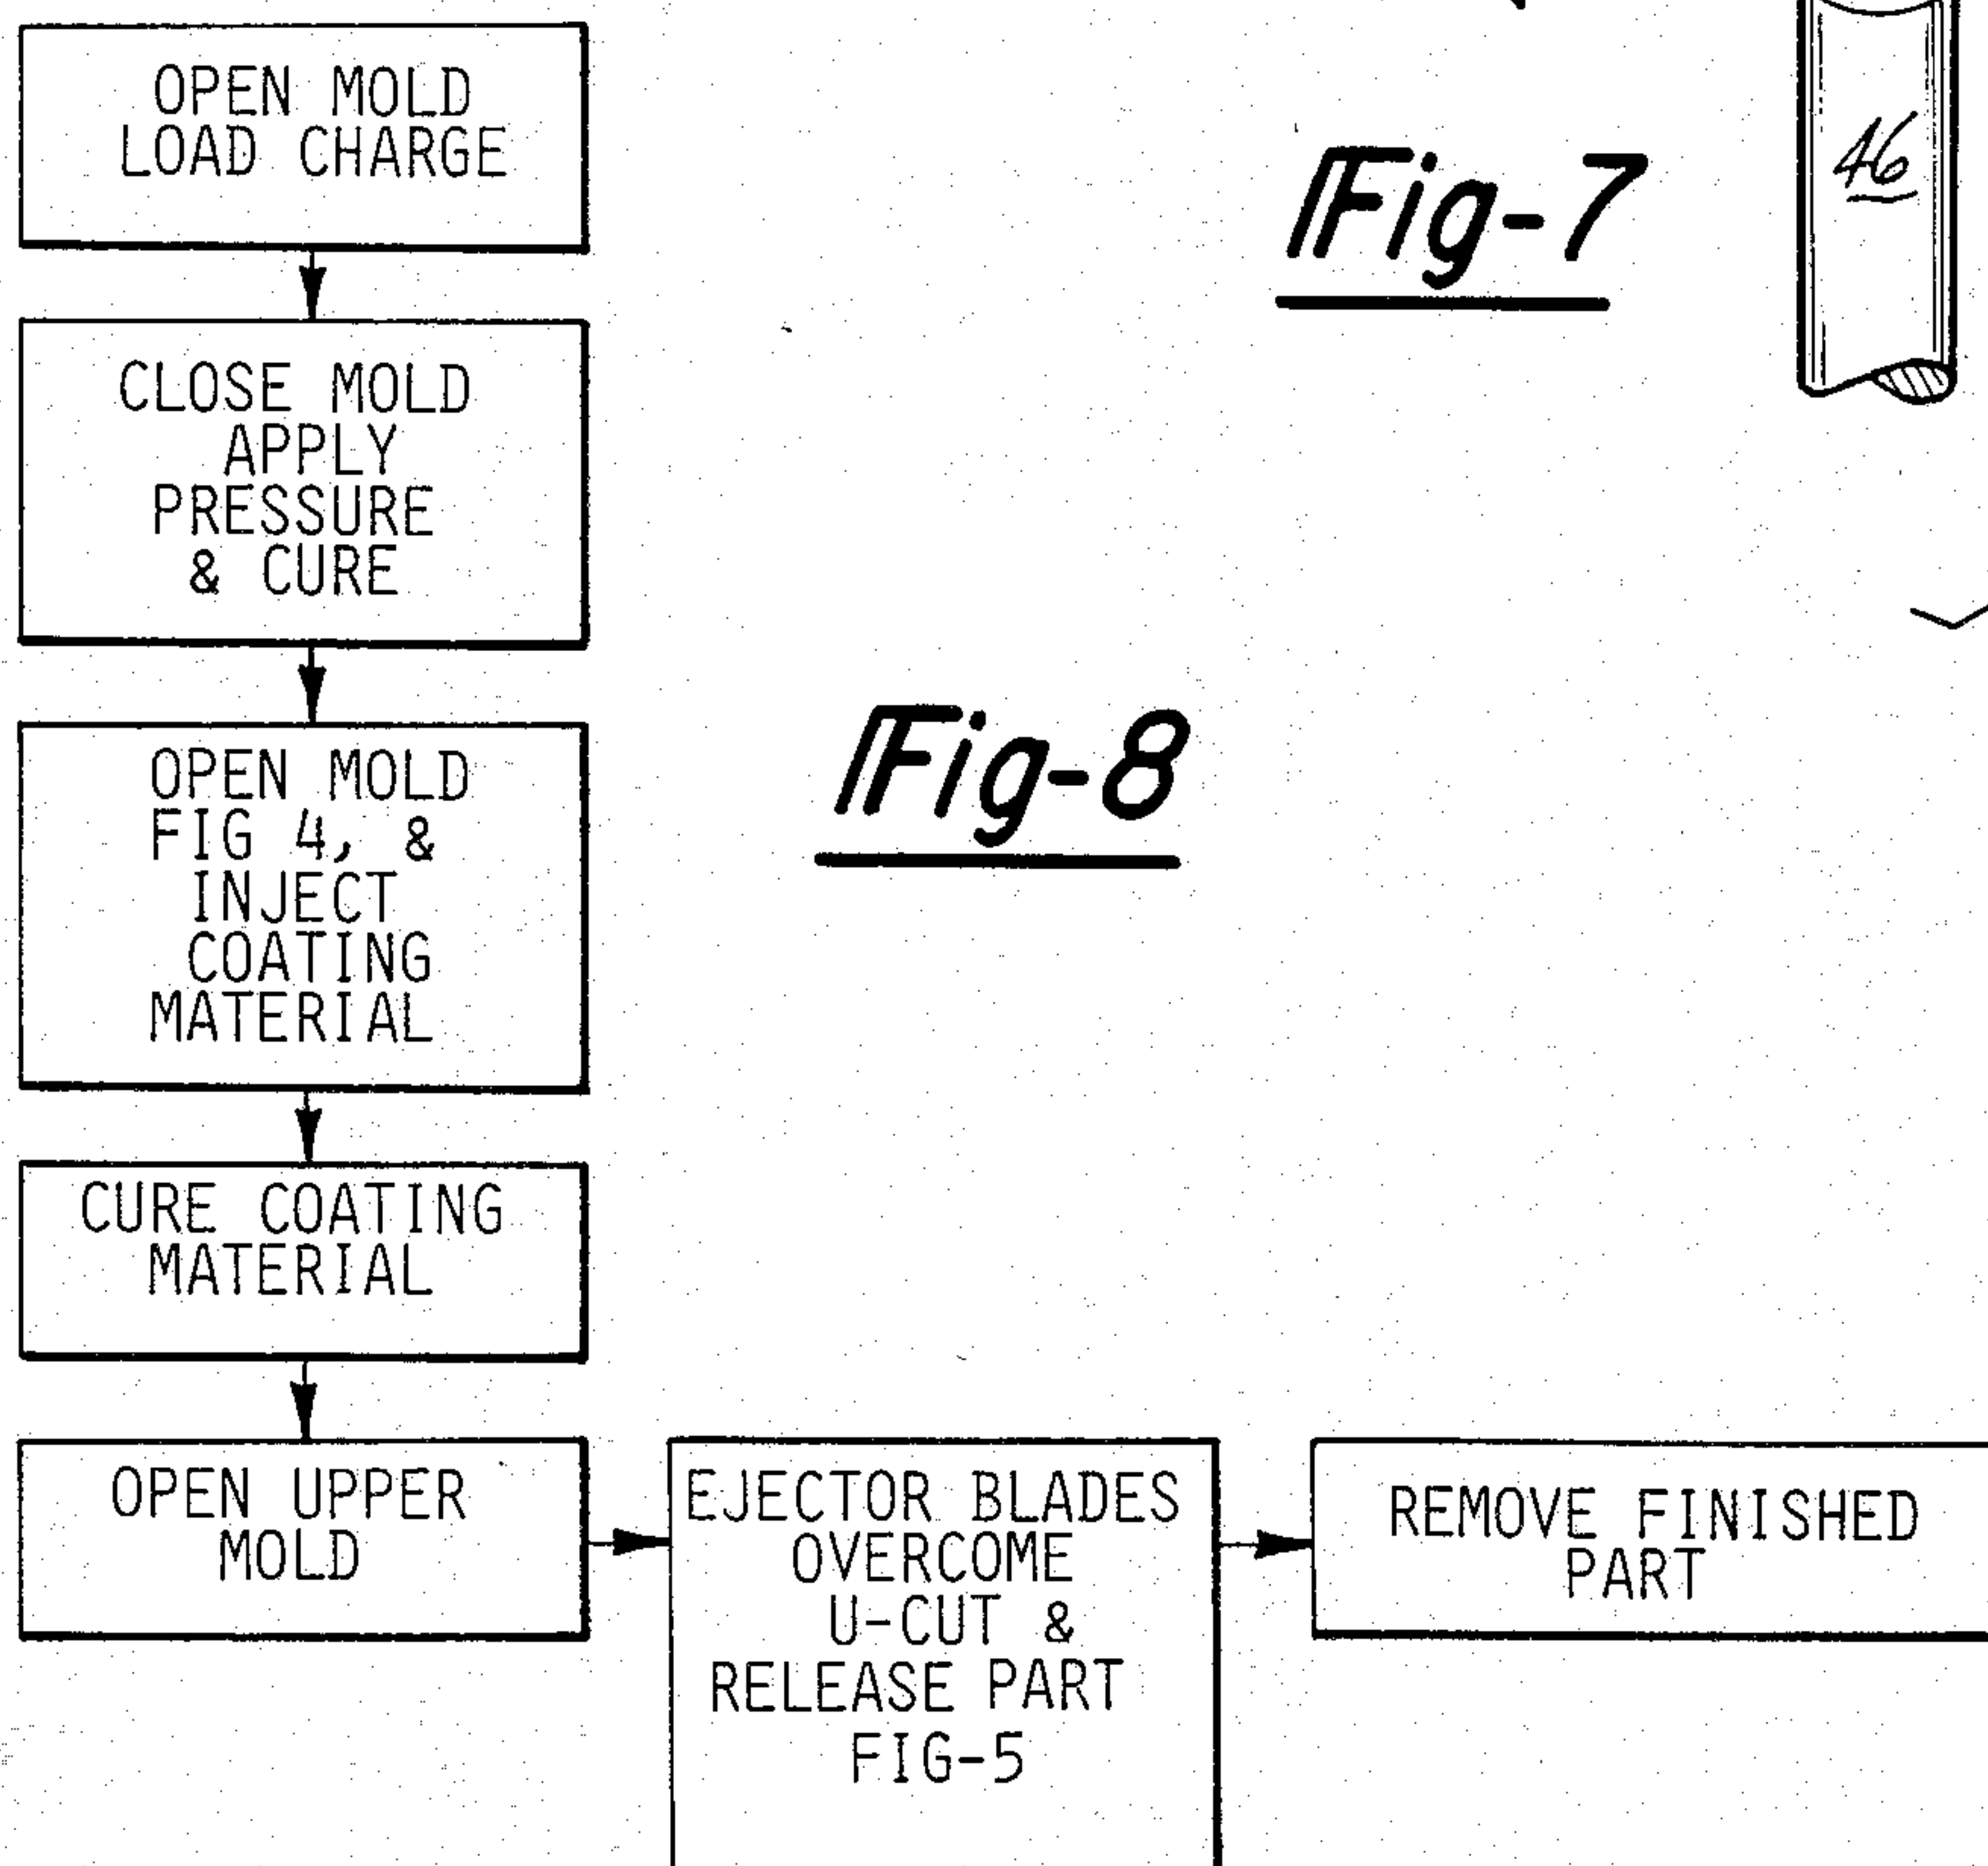 OPEN MOLD
LOAD CHARGE
CLOSE MOLD
APPLY
PRESSURE
& CURE
OPEN MOLD
FIG 4, &
INJECT
COATING
MATERIAL
CURE COATING
MATERIAL
OPEN UPPER
MOLD
EJECTOR BLADES
OVERCOME
U-CUT &
RELEASE PART
FIG-5
REMOVE FINISHED
PART
Fig-7
46
Fig-8